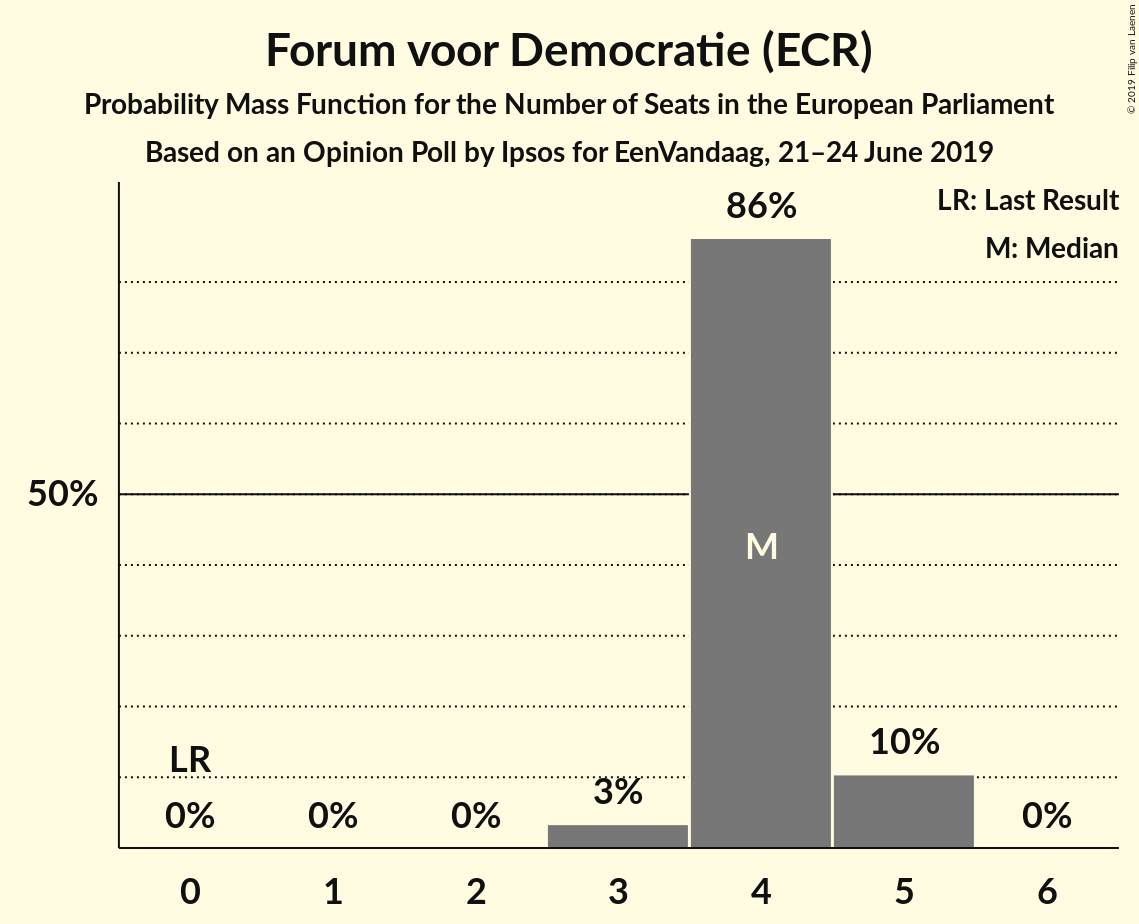 Forum voor Democratie (ECR)
Probability Mass Function for the Number of Seats in the European Parliament
Based on an Opinion Poll by Ipsos for EenVandaag, 21–24 June 2019
© 2019 Filip van Laenen
LR: Last Result
M: Median
86%
50%
M
LR
10%
3%
0% 0% 0% 0%
0 1 2 3 4 5 6